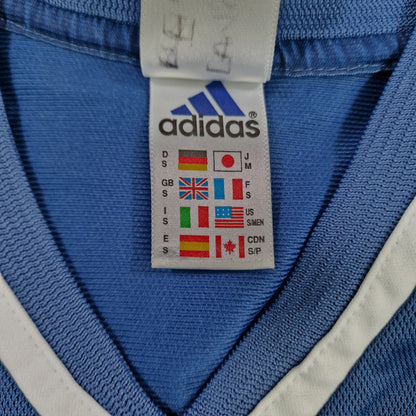 adidas
D J
S M
GB F
S S
I US
S S/MEN
E CDN
S S/P